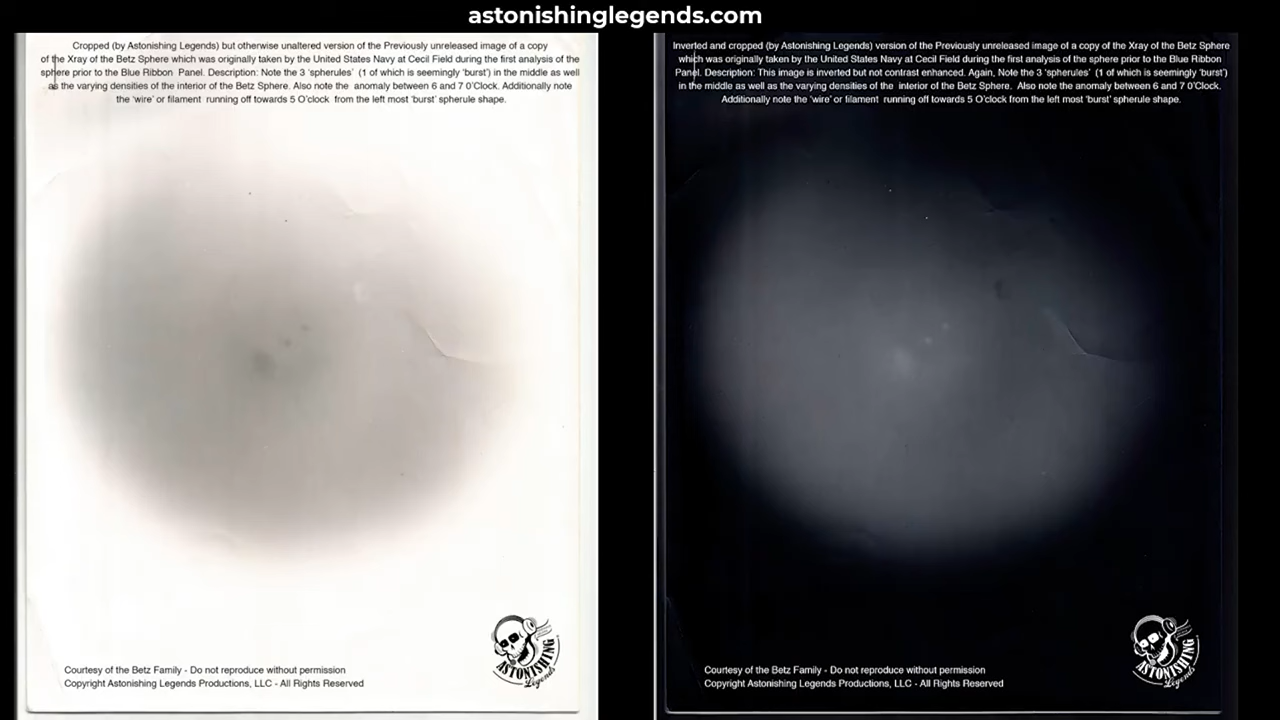 astonishinglegends.com
Cropped (by Astonishing Legends) but otherwise unaltered version of the Previously unreleased image of a copy
of the Xray of the Betz Sphere which was originally taken by the United States Navy at Cecil Field during the first analysis of the
sphere prior to the Blue Ribbon Panel. Description: Note the 3 'spherules' (1 of which is seemingly 'burst') in the middle as well
as the varying densities of the interior of the Betz Sphere. Also note the anomaly between 6 and 7 0'Clock. Additionally note
the 'wire' or filament running off towards 5 O'clock from the left most 'burst' spherule shape.
Courtesy of the Betz Family - Do not reproduce without permission
Copyright Astonishing Legends Productions, LLC - All Rights Reserved
ASTONISHING
Legends
Inverted and cropped (by Astonishing Legends) version of the Previously unreleased image of a copy of the Xray of the Betz Sphere
which was originally taken by the United States Navy at Cecil Field during the first analysis of the sphere prior to the Blue Ribbon
Panel. Description: This image is inverted but not contrast enhanced. Again, Note the 3 'spherules' (1 of which is seemingly 'burst')
in the middle as well as the varying densities of the interior of the Betz Sphere. Also note the anomaly between 6 and 7 0'Clock.
Additionally note the 'wire' or filament running off towards 5 O'clock from the left most 'burst' spherule shape.
Courtesy of the Betz Family - Do not reproduce without permission
Copyright Astonishing Legends Productions, LLC - All Rights Reserved
ASTONISHING
Legends